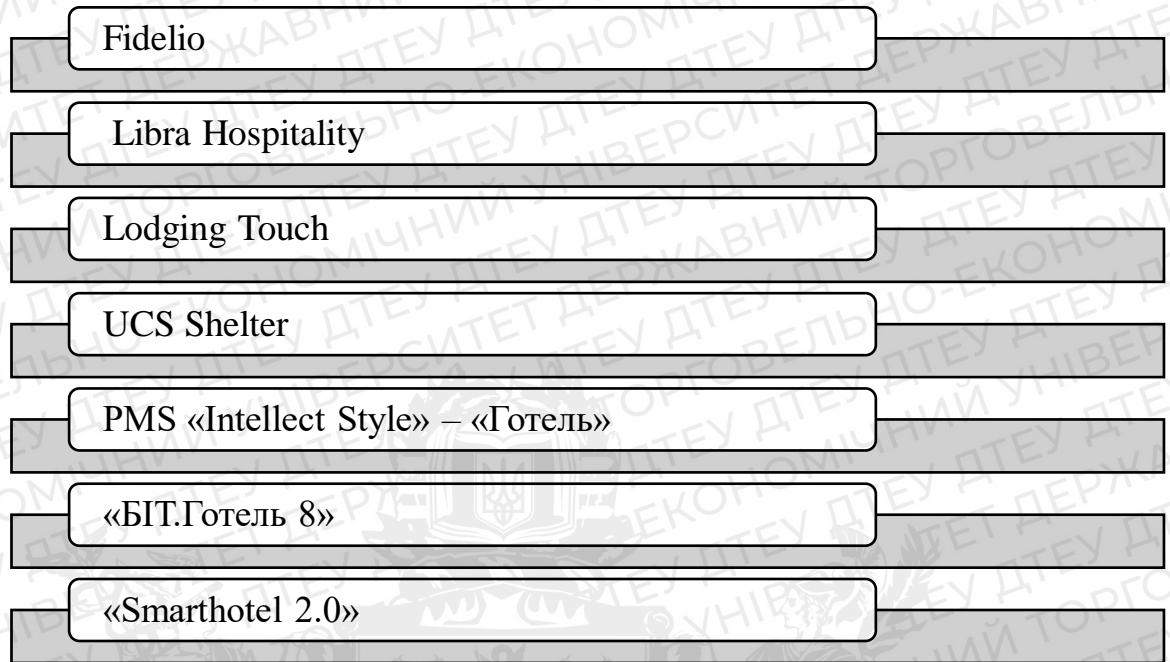 Fidelio
Libra Hospitality
Lodging Touch
UCS Shelter
PMS «Intellect Style» – «Готель»
«БІТ.Готель 8»
«Smarthotel 2.0»